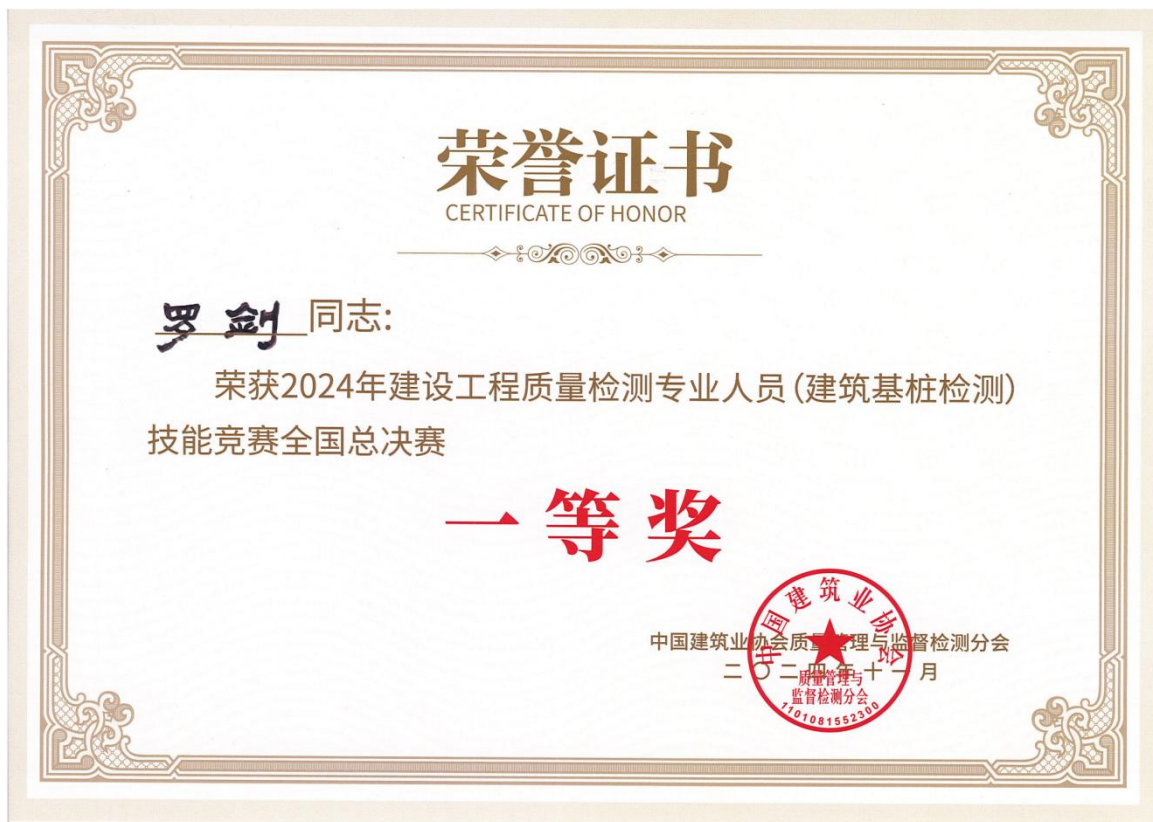 荣誉证书
CERTIFICATE OF HONOR
罗剑 同志:
荣获2024年建设工程质量检测专业人员(建筑基桩检测)
技能竞赛全国总决赛
一等奖
中国建筑业协会质量管理与监督检测分会
二〇二四年十一月
中国建筑业协会
质量管理与
监督检测分会
1101081552300